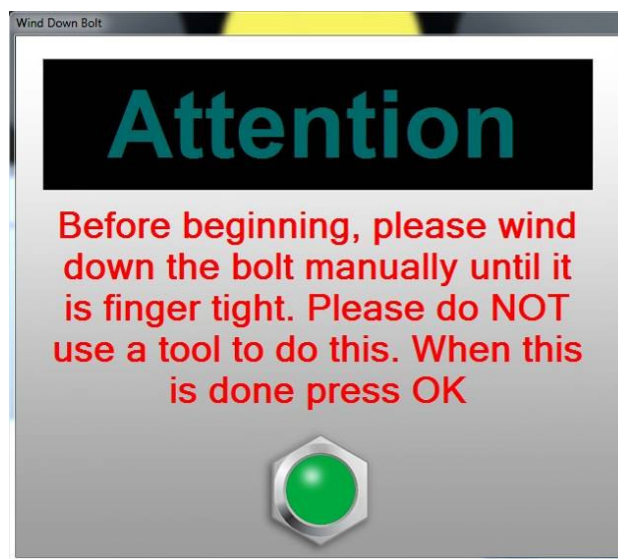 Wind Down Bolt
Attention
Before beginning, please wind
down the bolt manually until it
is finger tight. Please do NOT
use a tool to do this. When this
is done press OK